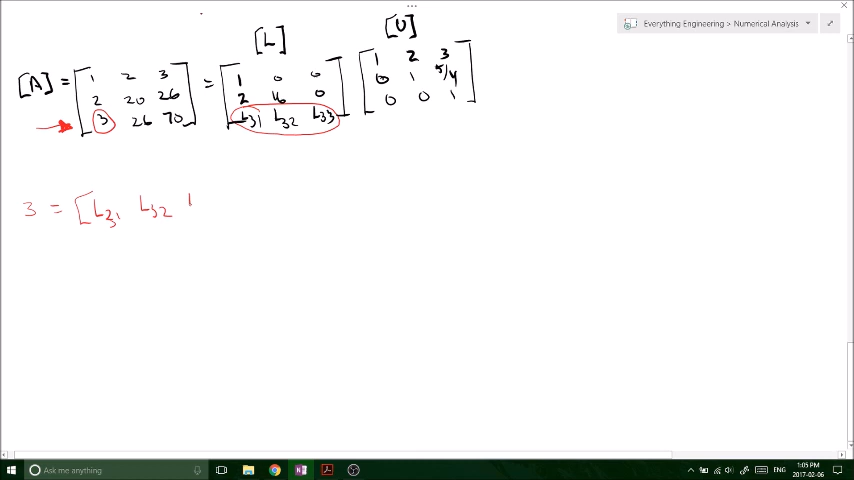 Everything Engineering > Numerical Analysis
[L] [U]
[A] = [1 2 3 = [1 0 0 [1 2 3
2 20 26 2 16 0 0 1 5/4
3 26 70] L31 L32 L33] 0 0 1]
3 = [L31 L32
Ask me anything
ENG
1:05 PM
2017-02-06